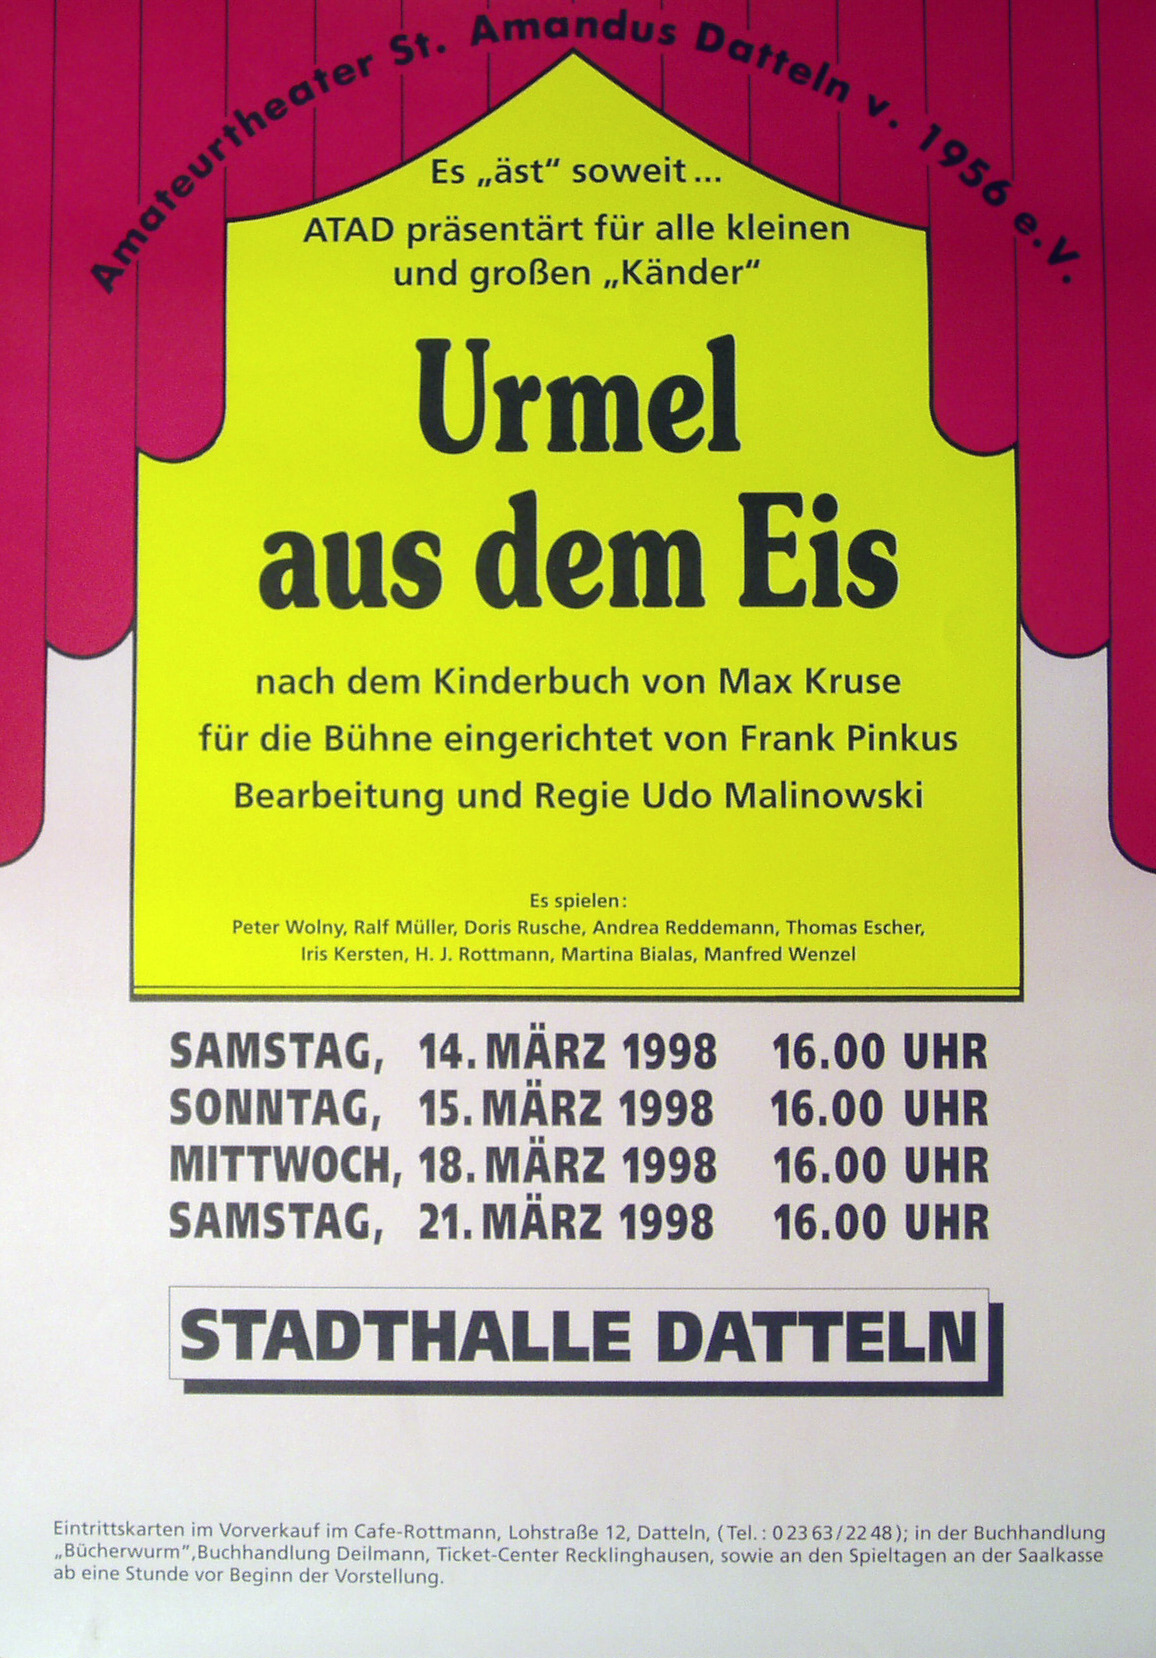 Amateurtheater St. Amandus Datteln v. 1956 e.V.
Es „äst“ soweit ...
ATAD präsentärt für alle kleinen
und großen „Känder“
Urmel
aus dem Eis
nach dem Kinderbuch von Max Kruse
für die Bühne eingerichtet von Frank Pinkus
Bearbeitung und Regie Udo Malinowski
Es spielen:
Peter Wolny, Ralf Müller, Doris Rusche, Andrea Reddemann, Thomas Escher,
Iris Kersten, H. J. Rottmann, Martina Bialas, Manfred Wenzel
SAMSTAG, 14. MÄRZ 1998 16.00 UHR
SONNTAG, 15. MÄRZ 1998 16.00 UHR
MITTWOCH, 18. MÄRZ 1998 16.00 UHR
SAMSTAG, 21. MÄRZ 1998 16.00 UHR
STADTHALLE DATTELN
Eintrittskarten im Vorverkauf im Cafe-Rottmann, Lohstraße 12, Datteln, (Tel.: 0 23 63/22 48); in der Buchhandlung
„Bücherwurm“,Buchhandlung Deilmann, Ticket-Center Recklinghausen, sowie an den Spieltagen an der Saalkasse
ab eine Stunde vor Beginn der Vorstellung.